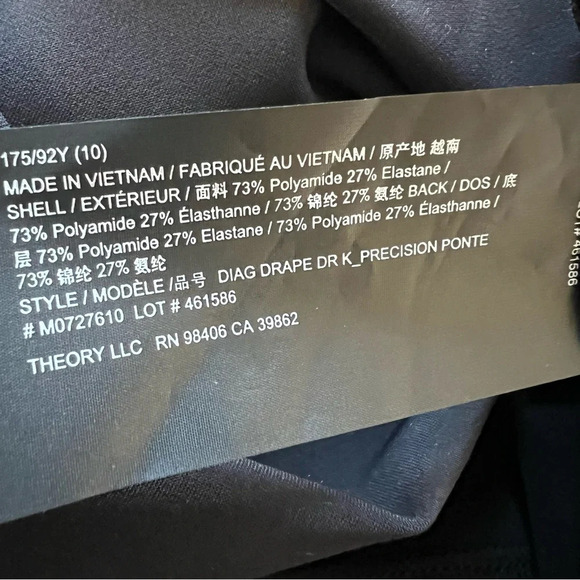 175/92Y (10)
MADE IN VIETNAM / FABRIQUÉ AU VIETNAM / 原产地 越南
SHELL / EXTÉRIEUR / 面料 73% Polyamide 27% Elastane /
73% Polyamide 27% Élasthanne / 73% 锦纶 27% 氨纶 BACK / DOS / 底
层 73% Polyamide 27% Elastane / 73% Polyamide 27% Élasthanne /
73% 锦纶 27% 氨纶
STYLE / MODÈLE /品号 DIAG DRAPE DR K_PRECISION PONTE
# M0727610 LOT # 461586
THEORY LLC RN 98406 CA 39862
461586